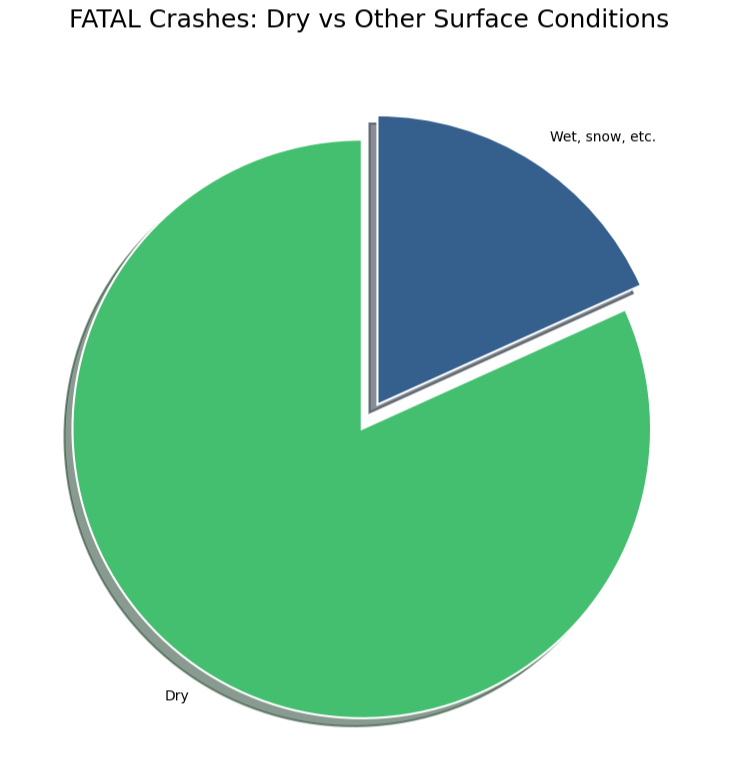 FATAL Crashes: Dry vs Other Surface Conditions
Wet, snow, etc.
Dry